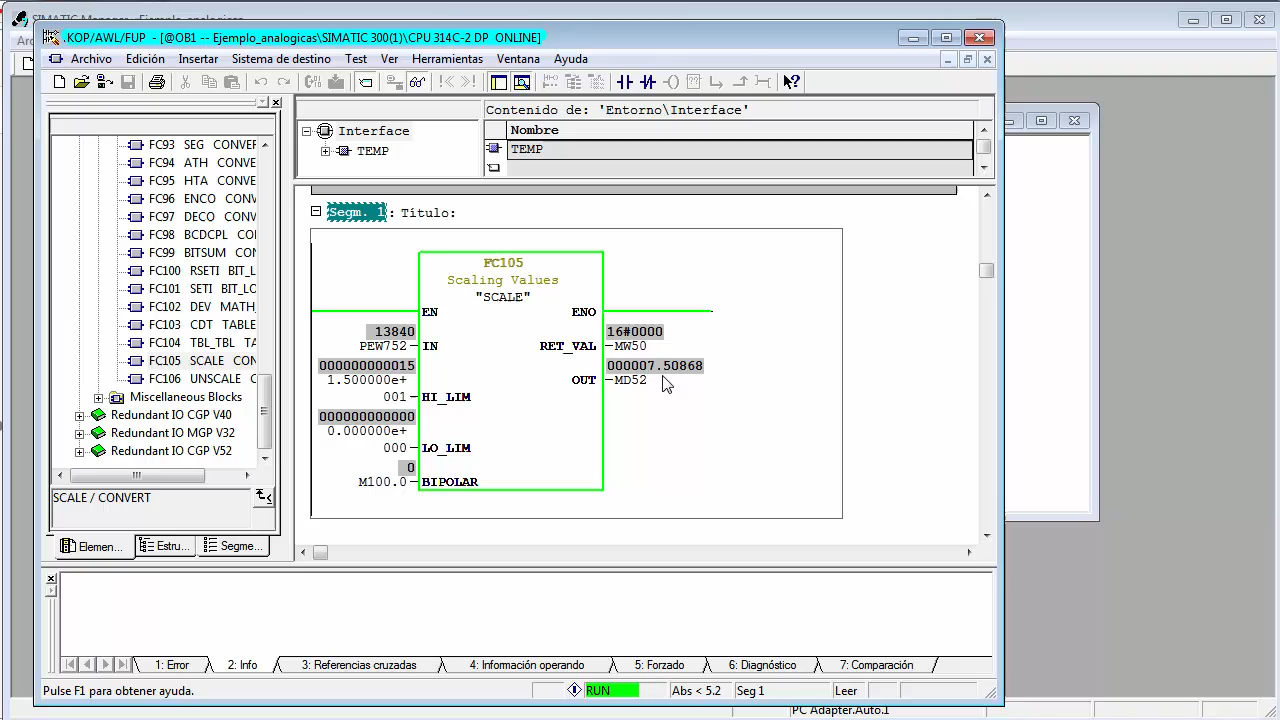 SIMATIC Manager - Ejemplo_analogicas
KOP/AWL/FUP - [@OB1 -- Ejemplo_analogicas\SIMATIC 300(1)\CPU 314C-2 DP ONLINE]
Archivo Edición Insertar Sistema de destino Test Ver Herramientas Ventana Ayuda
Contenido de: 'Entorno\Interface'
Interface
TEMP
Nombre
TEMP
FC93 SEG CONVER
FC94 ATH CONVER
FC95 HTA CONVE
FC96 ENCO CONV
FC97 DECO CONV
FC98 BCDCPL CO
FC99 BITSUM CON
FC100 RSETI BIT_L
FC101 SETI BIT_LO
FC102 DEV MATH_
FC103 CDT TABLE
FC104 TBL_TBL TA
FC105 SCALE CON
FC106 UNSCALE C
Miscellaneous Blocks
Redundant IO CGP V40
Redundant IO MGP V32
Redundant IO CGP V52
SCALE / CONVERT
Elemen... Estru... Segme...
Segm. 1 : Título:
FC105
Scaling Values
"SCALE"
EN ENO
13840
PEW752 IN
16#0000
RET_VAL MW50
000000000015
1.500000e+
001 HI_LIM
000007.50868
OUT MD52
000000000000
0.000000e+
000 LO_LIM
0
M100.0 BIPOLAR
1: Error 2: Info 3: Referencias cruzadas 4: Información operando 5: Forzado 6: Diagnóstico 7: Comparación
Pulse F1 para obtener ayuda.
RUN Abs < 5.2 Seg 1 Leer
PC Adapter.Auto.1